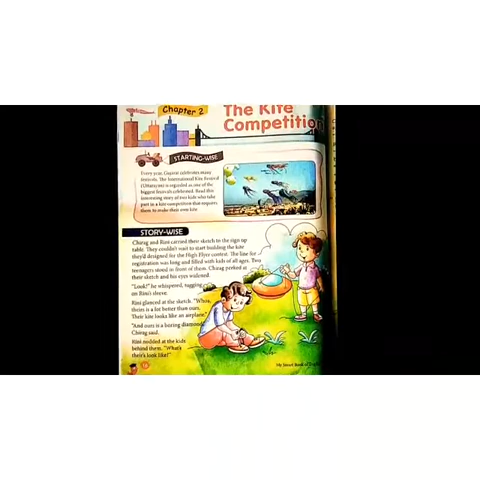 Chapter 2
The Kite
Competition
STARTING-WISE
Every year, Gujarat celebrates many
festivals. The International Kite Festival
(Uttarayan) is regarded as one of the
biggest festivals celebrated. Read this
interesting story of two kids who take
part in a kite competition that requires
them to make their own kite.
STORY-WISE
Chirag and Rini carried their sketch to the sign up
table. They couldn't wait to start building the kite
they'd designed for the High Flyer contest. The line for
registration was long and filled with kids of all ages. Two
teenagers stood in front of them. Chirag peeked at
their sketch and his eyes widened.
"Look!" he whispered, tugging
on Rini's sleeve.
Rini glanced at the sketch. "Whoa,
theirs is a lot better than ours.
Their kite looks like an airplane."
"And ours is a boring diamond,"
Chirag said.
Rini nodded at the kids
behind them. "What's
their's look like?"
My Smart Book of